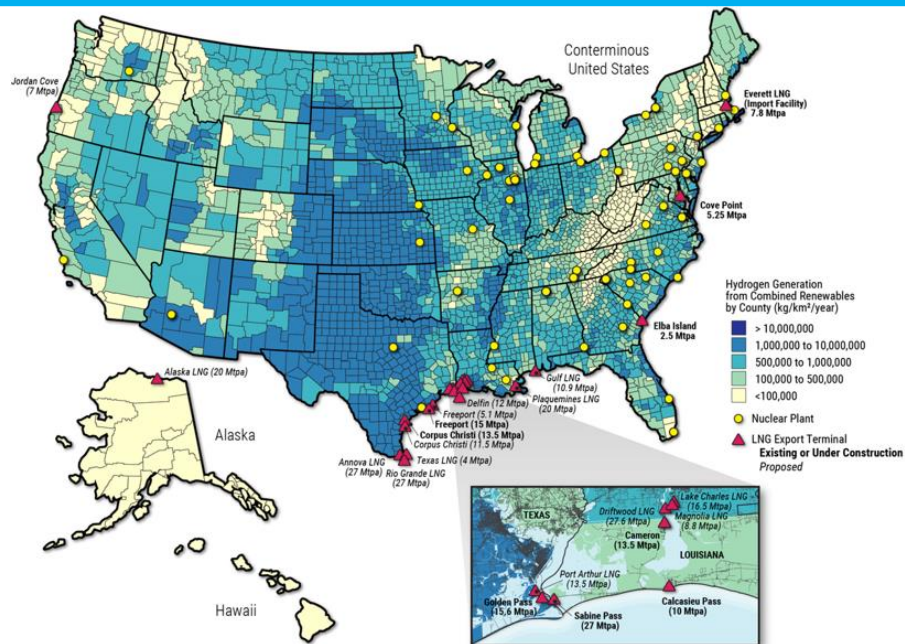 Conterminous
United States
Jordan Cove
(7 Mtpa)
Everett LNG
(Import Facility)
7.8 Mtpa
Cove Point
5.25 Mtpa
Elba Island
2.5 Mtpa
Hydrogen Generation
from Combined Renewables
by County (kg/km²/year)
> 10,000,000
1,000,000 to 10,000,000
500,000 to 1,000,000
100,000 to 500,000
<100,000
Nuclear Plant
LNG Export Terminal
Existing or Under Construction
Proposed
Alaska LNG (20 Mtpa)
Alaska
Hawaii
Gulf LNG
(10.9 Mtpa)
Plaquemines LNG
(20 Mtpa)
Delfin (12 Mtpa)
Freeport (5.1 Mtpa)
Freeport (15 Mtpa)
Corpus Christi (13.5 Mtpa)
Corpus Christi (11.5 Mtpa)
Annova LNG
(27 Mtpa)
Texas LNG (4 Mtpa)
Rio Grande LNG
(27 Mtpa)
TEXAS
Lake Charles LNG
(16.5 Mtpa)
Driftwood LNG
(27.6 Mtpa)
Magnolia LNG
(8.8 Mtpa)
Cameron
(13.5 Mtpa)
LOUISIANA
Port Arthur LNG
(13.5 Mtpa)
Golden Pass
(15,6 Mtpa)
Sabine Pass
(27 Mtpa)
Calcasieu Pass
(10 Mtpa)